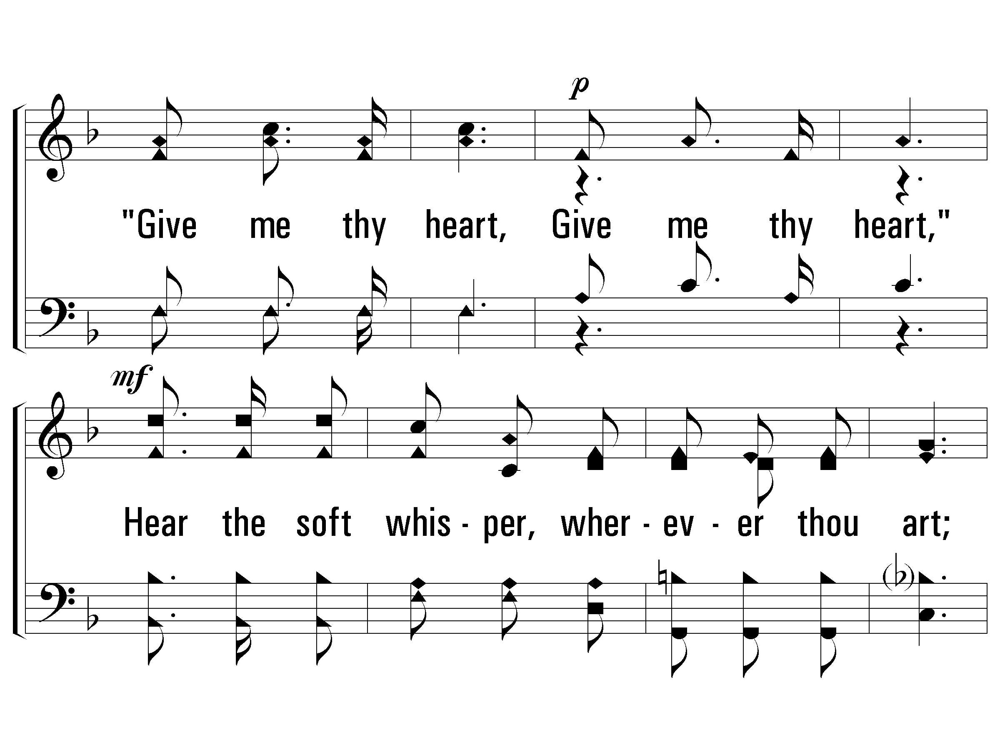 p
"Give me thy heart, Give me thy heart,"
mf
Hear the soft whis - per, wher - ev - er thou art;